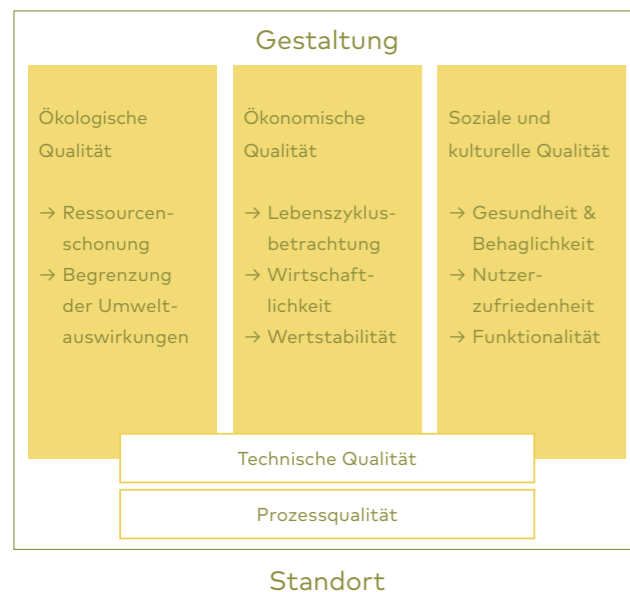 Gestaltung
Ökologische
Qualität
→ Ressourcen-
schonung
→ Begrenzung
der Umwelt-
auswirkungen
Ökonomische
Qualität
→ Lebenszyklus-
betrachtung
→ Wirtschaft-
lichkeit
→ Wertstabilität
Soziale und
kulturelle Qualität
→ Gesundheit &
Behaglichkeit
→ Nutzer-
zufriedenheit
→ Funktionalität
Technische Qualität
Prozessqualität
Standort